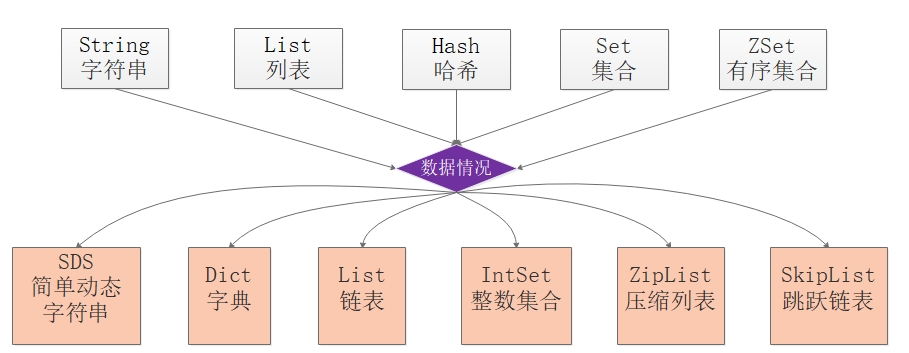 String
字符串
List
列表
Hash
哈希
Set
集合
ZSet
有序集合
数据情况
SDS
简单动态
字符串
Dict
字典
List
链表
IntSet
整数集合
ZipList
压缩列表
SkipList
跳跃链表